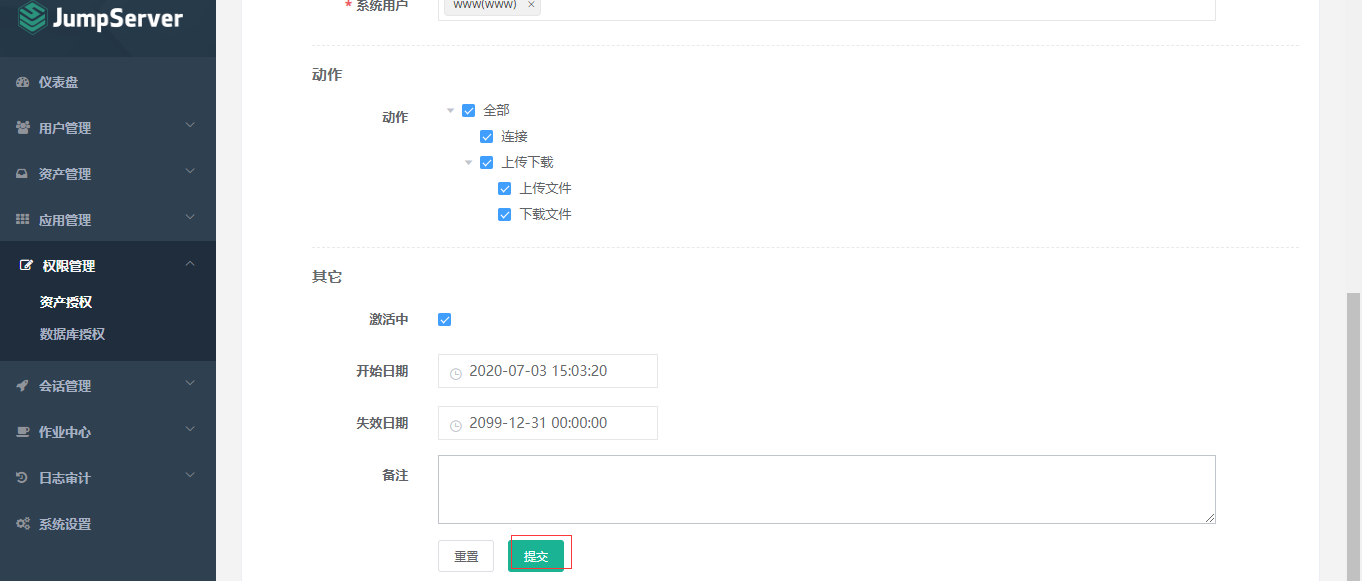 JumpServer
仪表盘
用户管理
资产管理
应用管理
权限管理
资产授权
数据库授权
会话管理
作业中心
日志审计
系统设置
* 系统用户
www(www) ×
动作
动作
全部
连接
上传下载
上传文件
下载文件
其它
激活中
开始日期
2020-07-03 15:03:20
失效日期
2099-12-31 00:00:00
备注
重置
提交